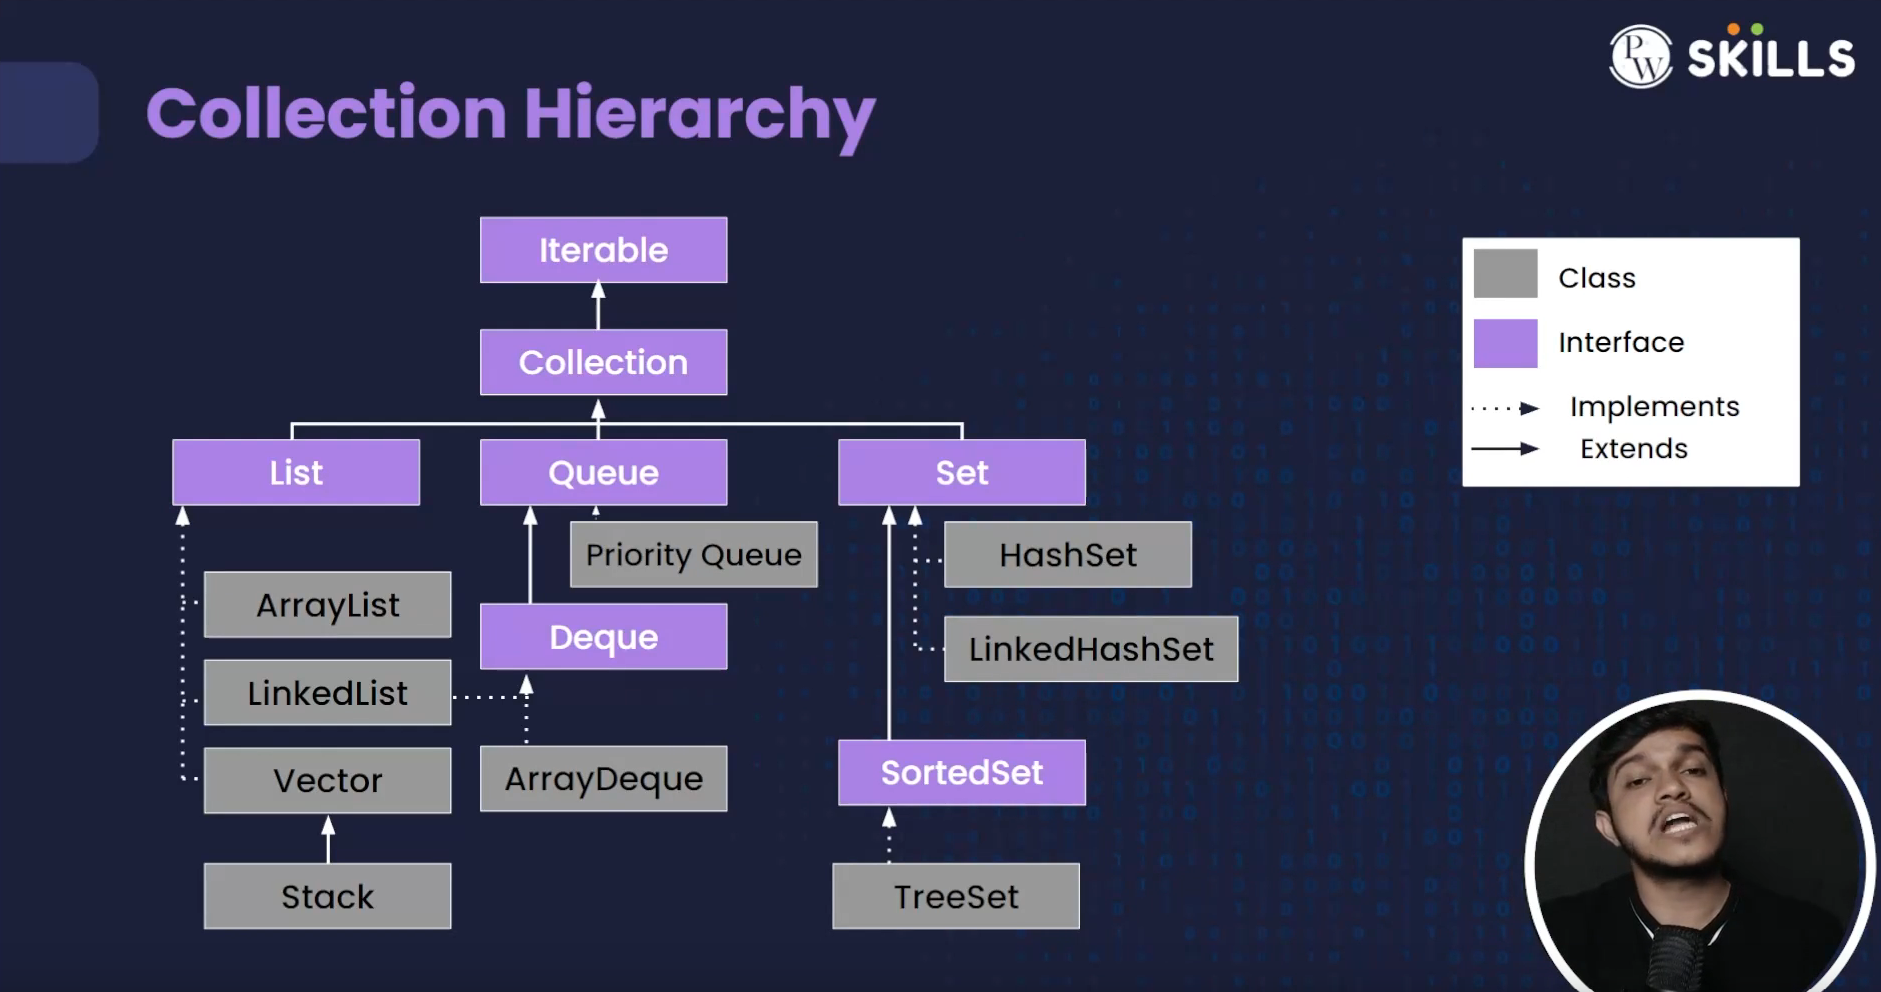 PW SKILLS
Collection Hierarchy
Iterable
Collection
List
Queue
Set
Priority Queue
HashSet
ArrayList
Deque
LinkedHashSet
LinkedList
Vector
ArrayDeque
SortedSet
Stack
TreeSet
Class
Interface
Implements
Extends